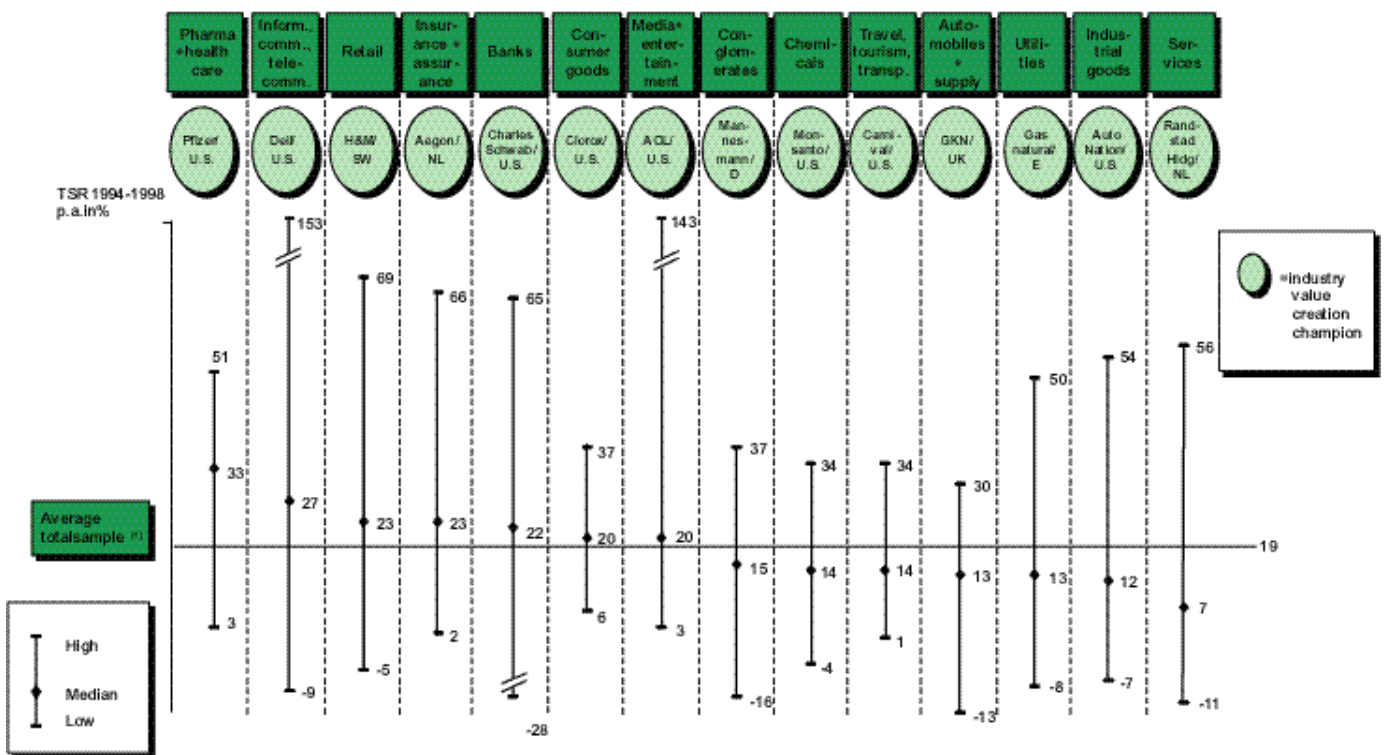 Pharma
+health
care
Inform.,
comm.,
tele-
comm.
Retail
Insur-
ance +
assur-
ance
Banks
Con-
sumer
goods
Media+
enter-
tain-
ment
Con-
glom-
erates
Chemi-
cals
Travel,
tourism,
transp.
Auto-
mobiles
+
supply
Utili-
ties
Indus-
trial
goods
Ser-
vices
Pfizer/
U.S.
Dell/
U.S.
H&M/
SW
Aegon/
NL
Charles
Schwab/
U.S.
Clorox/
U.S.
AOL/
U.S.
Man-
nes-
mann/
D
Mon-
santo/
U.S.
Carni-
val/
U.S.
GKN/
UK
Gas
natural/
E
Auto
Nation/
U.S.
Rand-
stad
Hldg/
NL
TSR 1994-1998
p.a.in%
153
143
69
66
65
=industry
value
creation
champion
51
54
56
50
37
37
34
34
30
33
27
23
23
22
20
20
15
14
14
13
13
12
7
Average
totalsample
19
3
-9
-5
2
-28
6
3
-16
-4
1
-13
-8
-7
-11
High
Median
Low